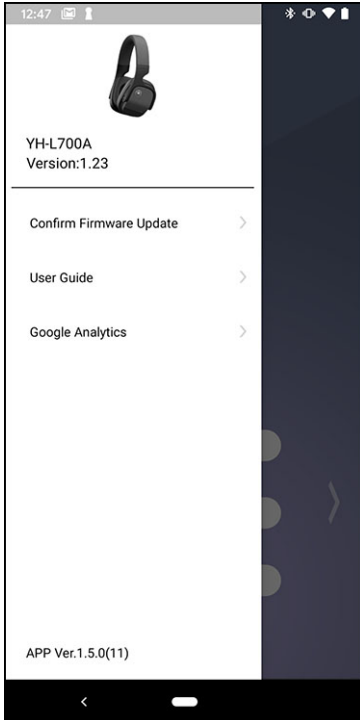 12:47
YH-L700A
Version:1.23
Confirm Firmware Update
User Guide
Google Analytics
APP Ver.1.5.0(11)